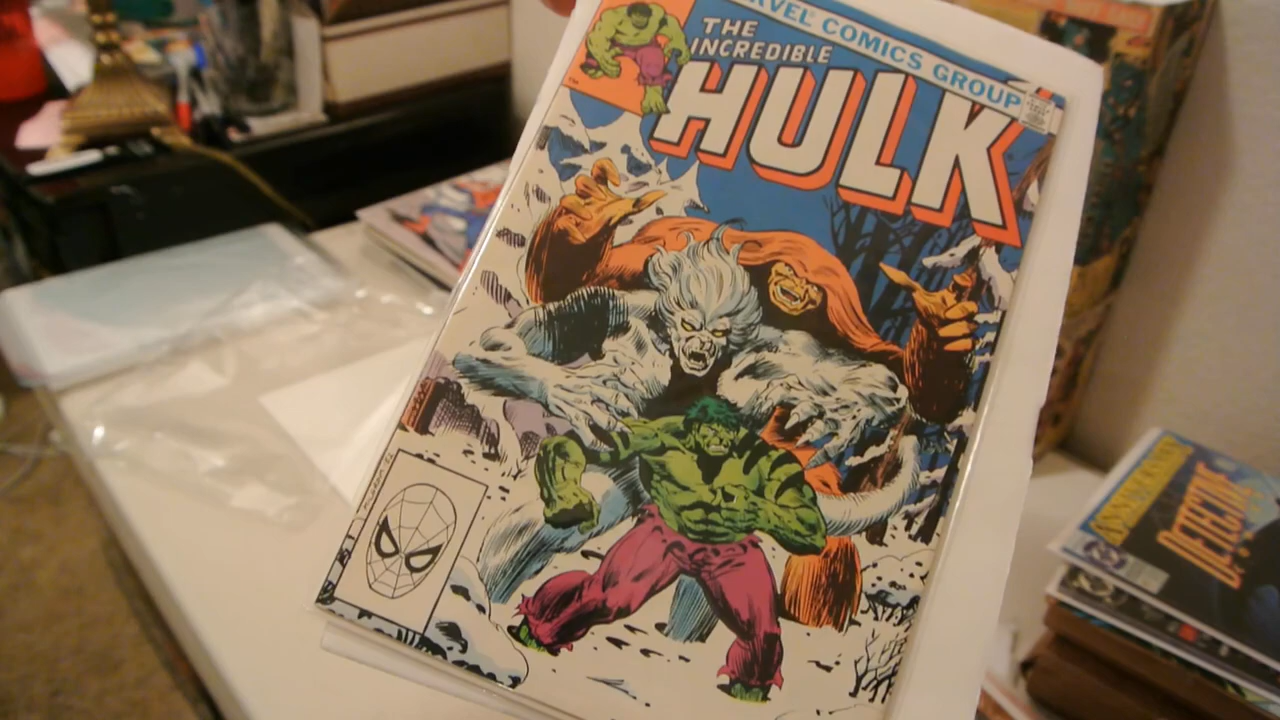 MARVEL COMICS GROUP
THE
INCREDIBLE
HULK
DETECTIVE